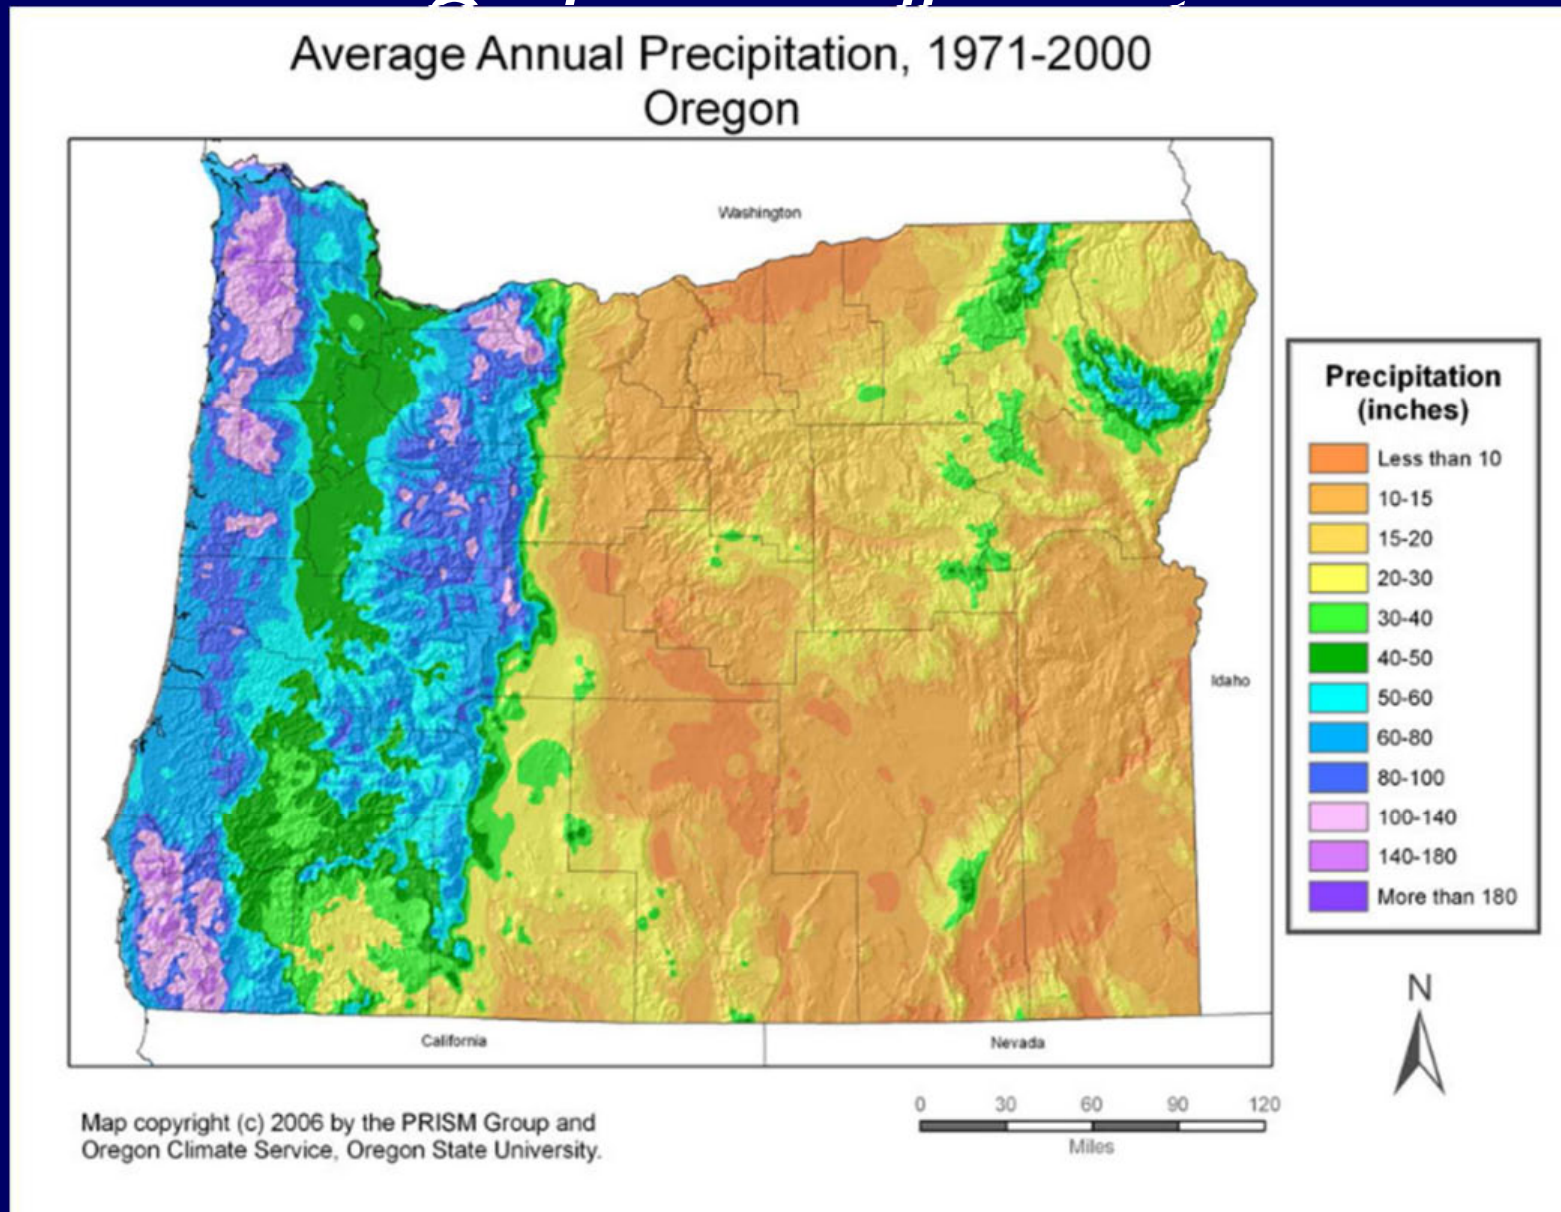 Average Annual Precipitation, 1971-2000
Oregon
Washington
Idaho
California
Nevada
Precipitation
(inches)
Less than 10
10-15
15-20
20-30
30-40
40-50
50-60
60-80
80-100
100-140
140-180
More than 180
N
0 30 60 90 120
Miles
Map copyright (c) 2006 by the PRISM Group and
Oregon Climate Service, Oregon State University.